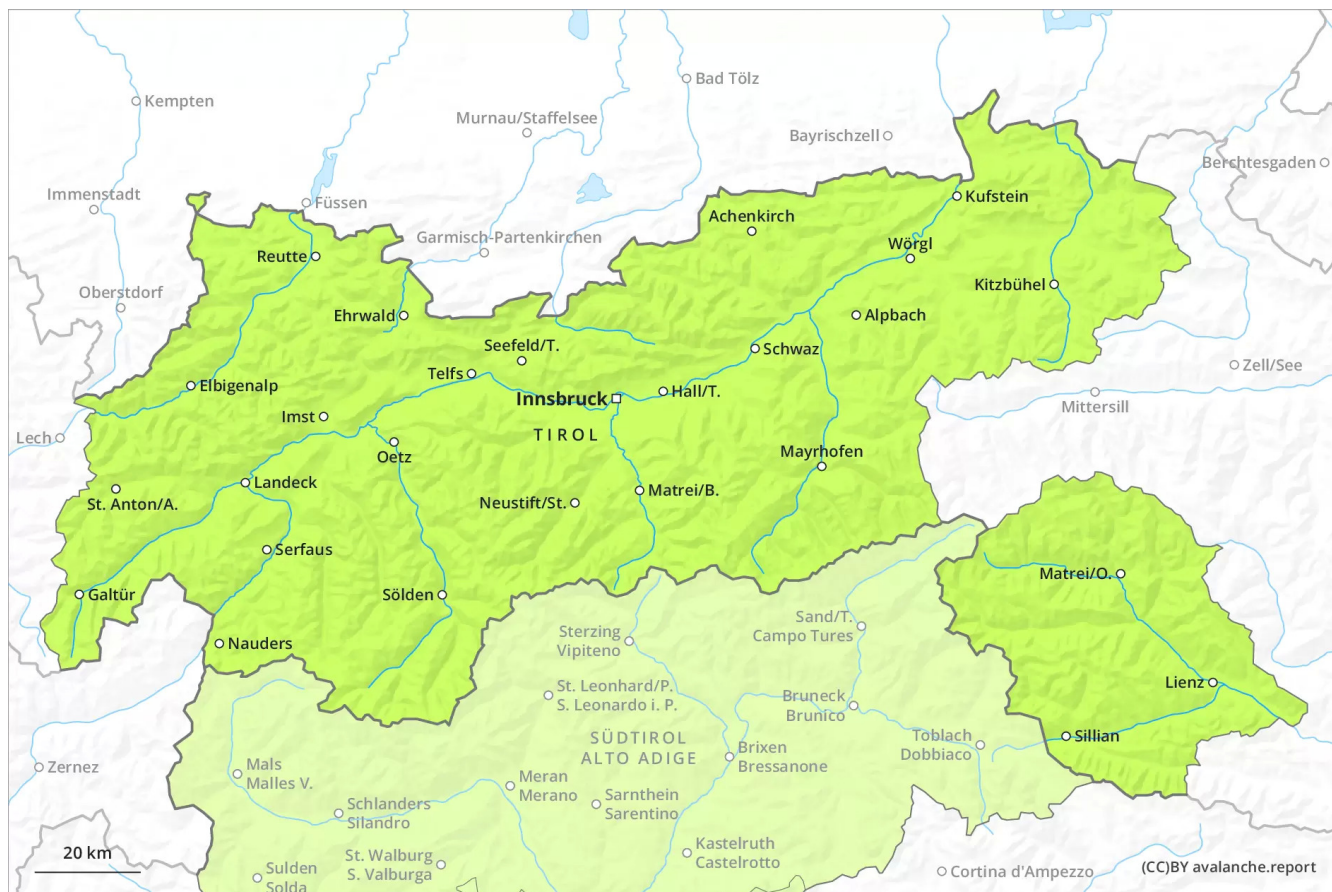 Bad Tölz
Kempten
Murnau/Staffelsee
Bayrischzell
Berchtesgaden
Immenstadt
Füssen
Kufstein
Achenkirch
Garmisch-Partenkirchen
Wörgl
Reutte
Kitzbühel
Oberstdorf
Ehrwald
Alpbach
Seefeld/T.
Schwaz
Zell/See
Telfs
Elbigenalp
Hall/T.
Innsbruck
Mittersill
Imst
TIROL
Lech
Oetz
Mayrhofen
Landeck
St. Anton/A.
Neustift/St.
Matrei/B.
Serfaus
Matrei/O.
Galtür
Sölden
Sand/T.
Campo Tures
Sterzing
Vipiteno
Nauders
Lienz
St. Leonhard/P.
S. Leonardo i. P.
Bruneck
Brunico
Sillian
SÜDTIROL
ALTO ADIGE
Toblach
Dobbiaco
Brixen
Bressanone
Zernez
Mals
Malles V.
Meran
Merano
Sarnthein
Sarentino
Schlanders
Silandro
20 km
St. Walburg
S. Valburga
Kastelruth
Castelrotto
Sulden
Solda
Cortina d'Ampezzo
(CC)BY avalanche.report